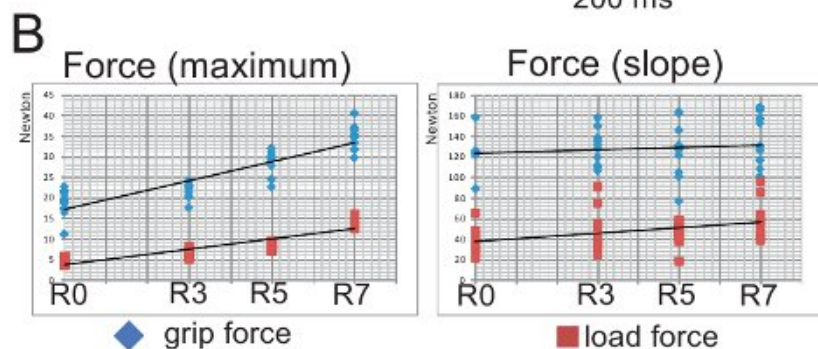 200 ms
B
Force (maximum)
Force (slope)
Newton
45
40
35
30
25
20
15
10
5
0
R0 R3 R5 R7
Newton
180
160
140
120
100
80
60
40
20
0
R0 R3 R5 R7
grip force
load force